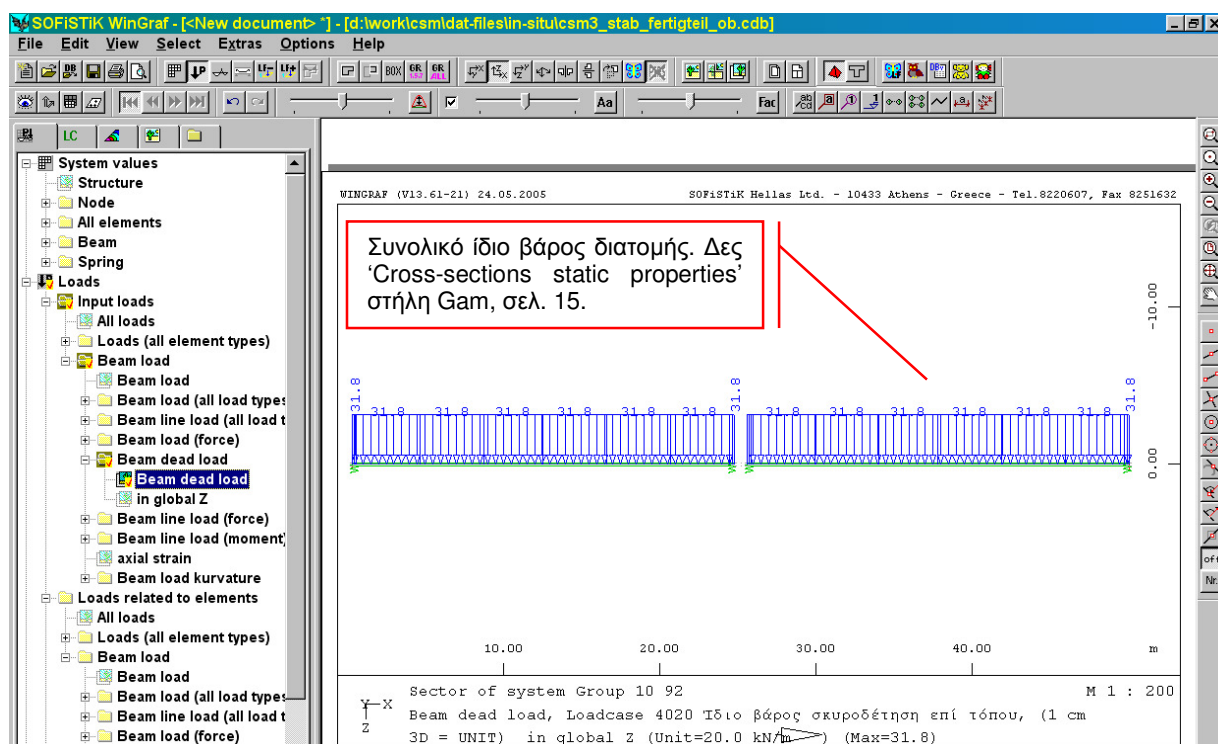 SOFiSTiK WinGraf - [<New document> *] - [d:\work\csm\dat-files\in-situ\csm3_stab_fertigteil_ob.cdb]
File Edit View Select Extras Options Help
DB
BOX
GR
GR ALL
Aa
Fac
LC
System values
Structure
Node
All elements
Beam
Spring
Loads
Input loads
All loads
Loads (all element types)
Beam load
Beam load
Beam load (all load types
Beam line load (all load t
Beam load (force)
Beam dead load
Beam dead load
in global Z
Beam line load (force)
Beam line load (moment)
axial strain
Beam load kurvature
Loads related to elements
All loads
Loads (all element types)
Beam load
Beam load
Beam load (all load types
Beam line load (all load t
Beam load (force)
WINGRAF (V13.61-21) 24.05.2005 SOFiSTiK Hellas Ltd. - 10433 Athens - Greece - Tel.8220607, Fax 8251632
Συνολικό ίδιο βάρος διατομής. Δες
‘Cross-sections static properties’
στήλη Gam, σελ. 15.
-10.00
0.00
31.8 31.8 31.8
31.8 31.8 31.8 31.8 31.8 31.8 31.8 31.8 31.8 31.8 31.8 31.8
10.00 20.00 30.00 40.00 m
Y X
Z
Sector of system Group 10 92 M 1 : 200
Beam dead load, Loadcase 4020 Ίδιο βάρος σκυροδέτηση επί τόπου, (1 cm
3D = UNIT) in global Z (Unit=20.0 kN/m ) (Max=31.8)
off
Nr.